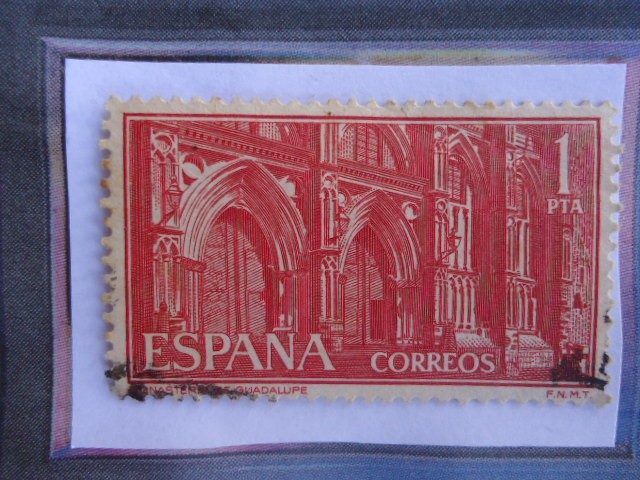 1
PTA
ESPANA CORREOS
GUADALUPE F.N.M.T.